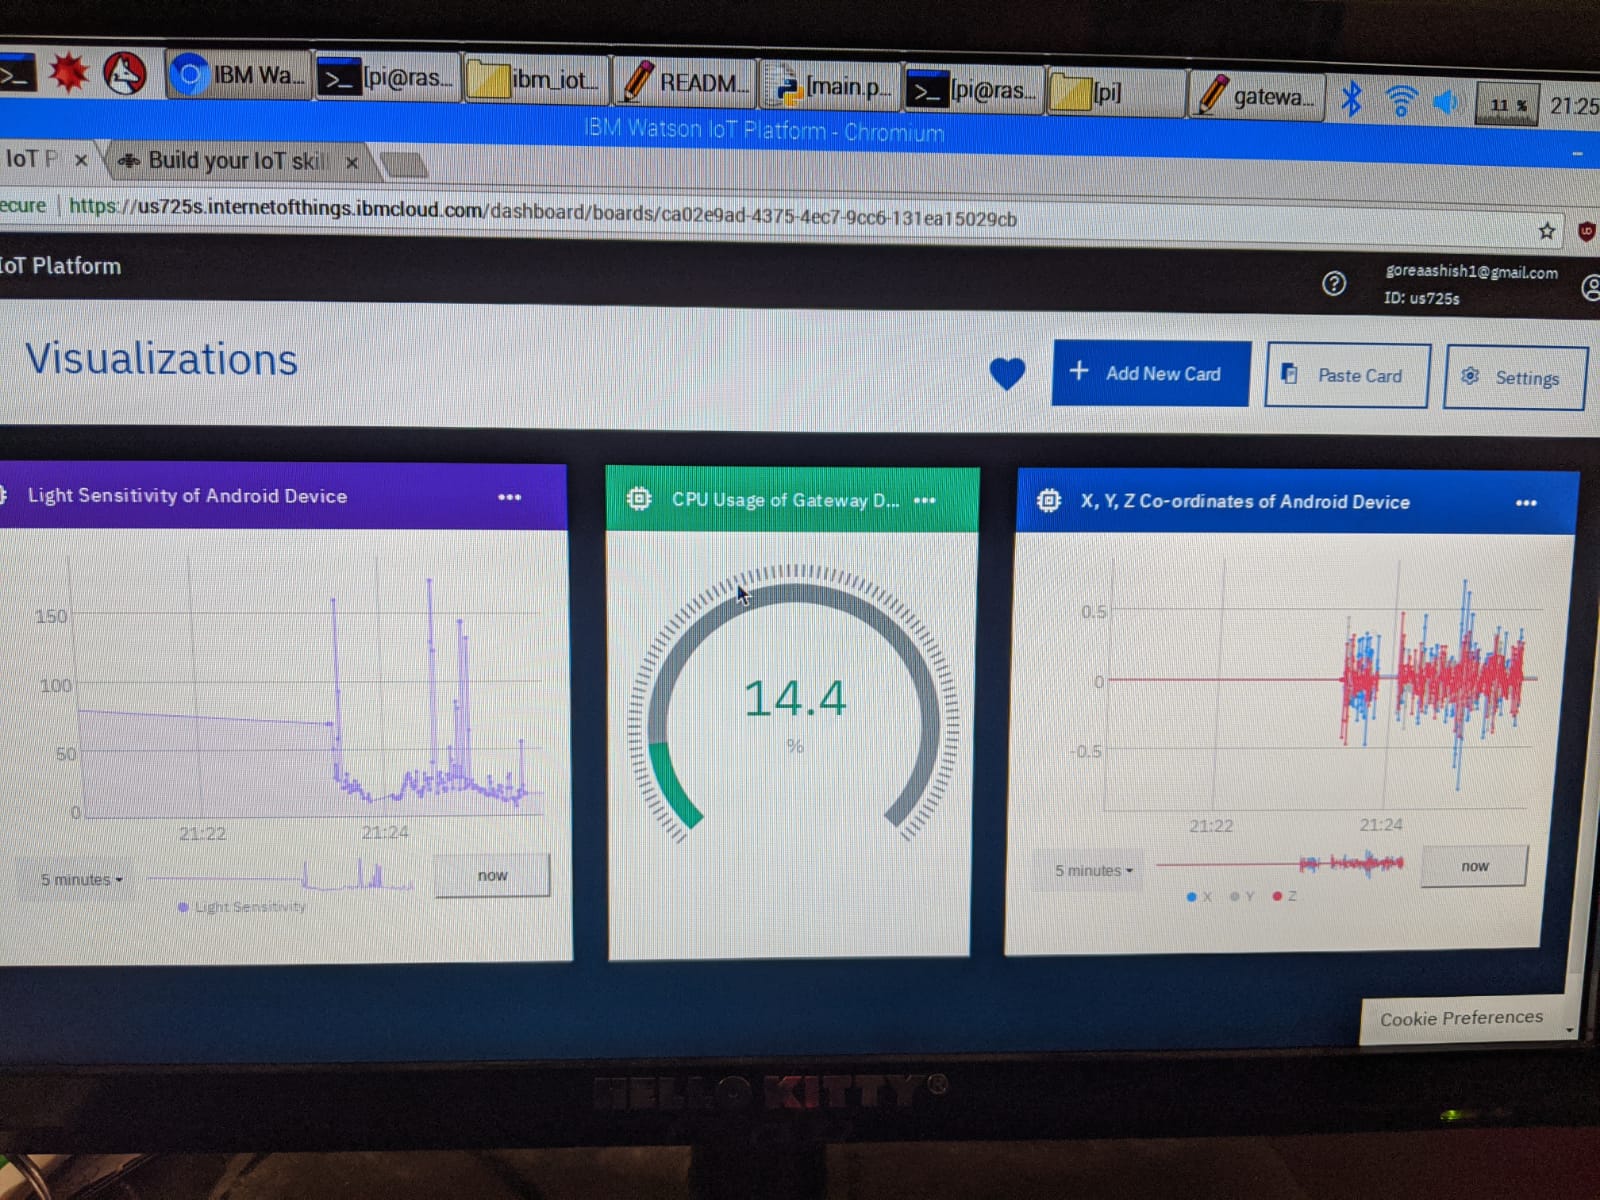 IBM Wa...
[pi@ras...
ibm_iot...
READM...
[main.p...
[pi@ras...
[pi]
gatewa...
11 %
21:25
IBM Watson IoT Platform - Chromium
IoT P
Build your IoT skil
ecure | https://us725s.internetofthings.ibmcloud.com/dashboard/boards/ca02e9ad-4375-4ec7-9cc6-131ea15029cb
IoT Platform
goreaashish1@gmail.com
ID: us725s
Visualizations
Add New Card
Paste Card
Settings
Light Sensitivity of Android Device
150
100
50
0
21:22
21:24
5 minutes
now
Light Sensitivity
CPU Usage of Gateway D...
14.4
%
X, Y, Z Co-ordinates of Android Device
0.5
0
-0.5
21:22
21:24
5 minutes
now
X Y Z
Cookie Preferences
HELLO KITTY®